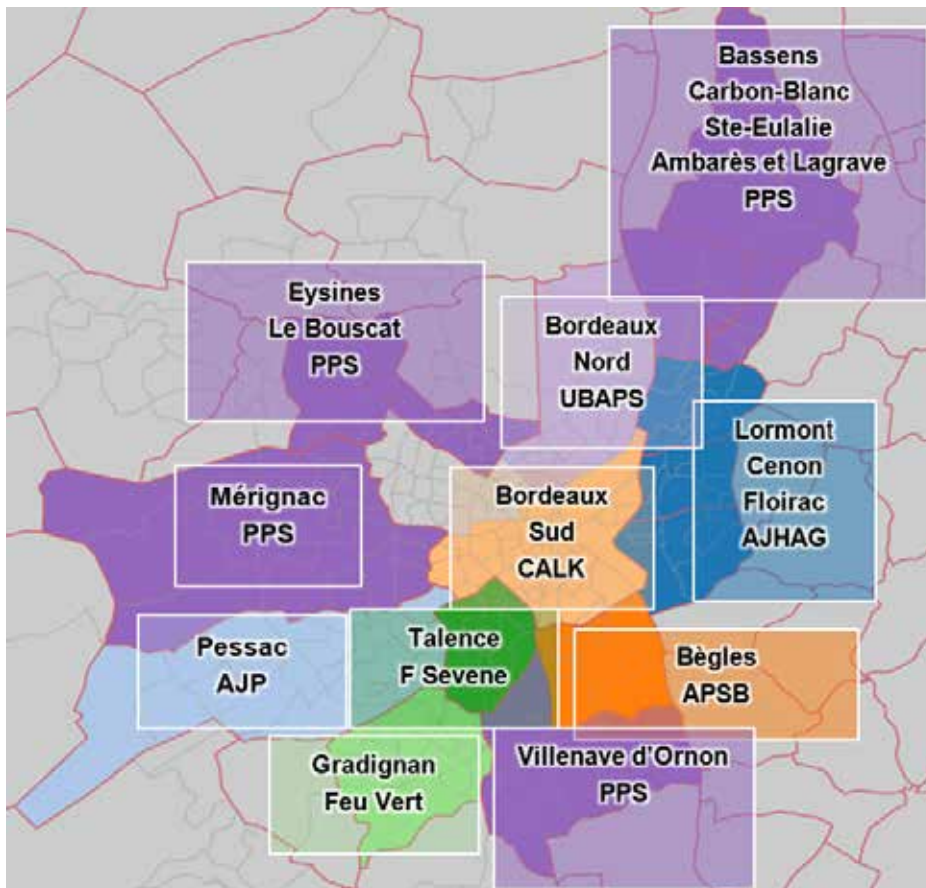 Bassens
Carbon-Blanc
Ste-Eulalie
Ambarès et Lagrave
PPS
Eysines
Le Bouscat
PPS
Bordeaux
Nord
UBAPS
Lormont
Cenon
Floirac
AJHAG
Mérignac
PPS
Bordeaux
Sud
CALK
Pessac
AJP
Talence
F Sevene
Bègles
APSB
Gradignan
Feu Vert
Villenave d'Ornon
PPS